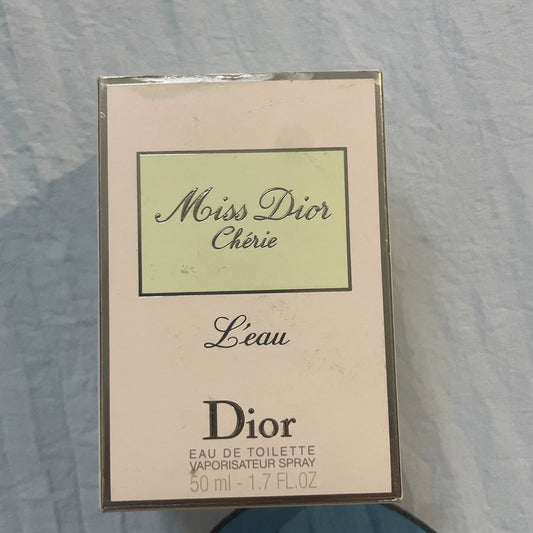 Miss Dior
Chérie
L'eau
Dior
EAU DE TOILETTE
VAPORISATEUR SPRAY
50 ml - 1.7 FL.OZ